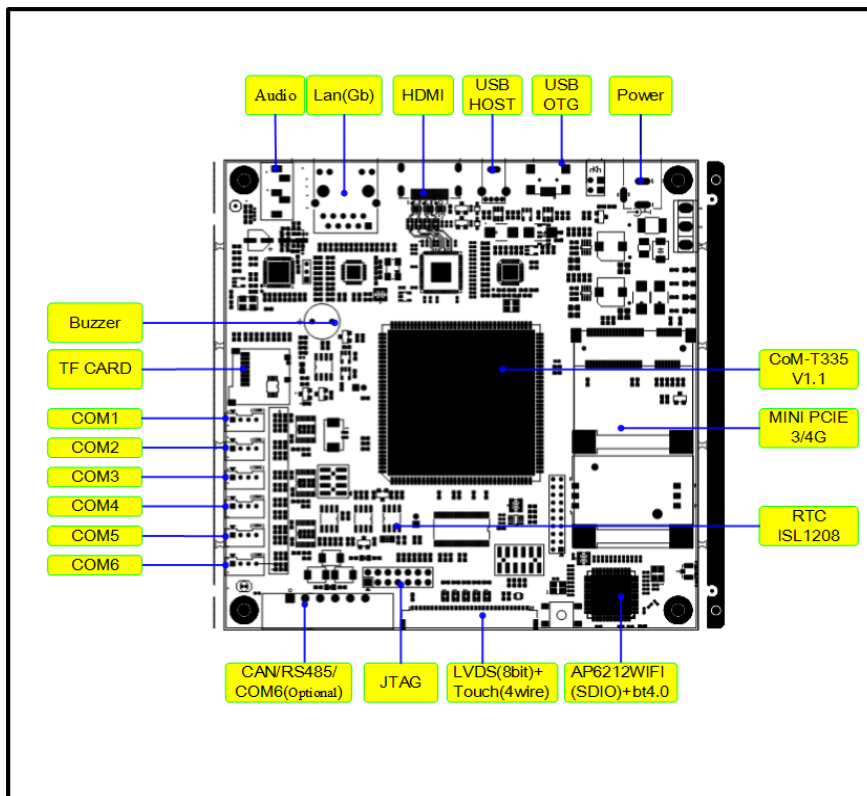 Audio
Lan(Gb)
HDMI
USB
HOST
USB
OTG
Power
Buzzer
TF CARD
COM1
COM2
COM3
COM4
COM5
COM6
CoM-T335
V1.1
MINI PCIE
3/4G
RTC
ISL1208
CAN/RS485/
COM6(Optional)
JTAG
LVDS(8bit)+
Touch(4wire)
AP6212WIFI
(SDIO)+bt4.0